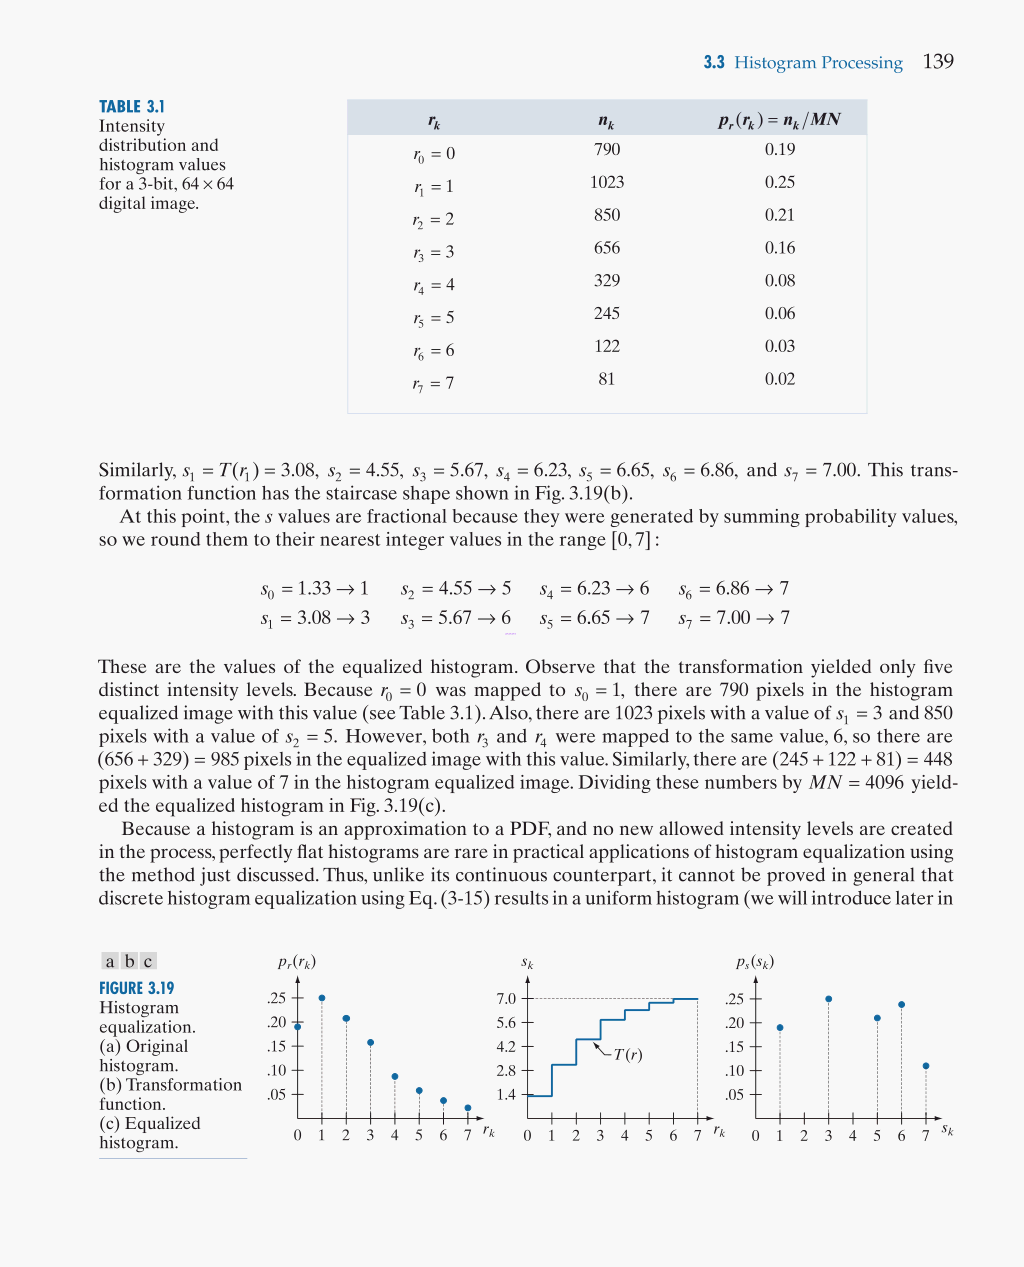 3.3 Histogram Processing 139
TABLE 3.1
Intensity
distribution and
histogram values
for a 3-bit, 64 × 64
digital image.
r_k n_k p_r(r_k) = n_k/MN
r_0 = 0 790 0.19
r_1 = 1 1023 0.25
r_2 = 2 850 0.21
r_3 = 3 656 0.16
r_4 = 4 329 0.08
r_5 = 5 245 0.06
r_6 = 6 122 0.03
r_7 = 7 81 0.02
Similarly, s_1 = T(r_1) = 3.08, s_2 = 4.55, s_3 = 5.67, s_4 = 6.23, s_5 = 6.65, s_6 = 6.86, and s_7 = 7.00. This trans-
formation function has the staircase shape shown in Fig. 3.19(b).
At this point, the s values are fractional because they were generated by summing probability values,
so we round them to their nearest integer values in the range [0, 7]:
s_0 = 1.33 → 1 s_2 = 4.55 → 5 s_4 = 6.23 → 6 s_6 = 6.86 → 7
s_1 = 3.08 → 3 s_3 = 5.67 → 6 s_5 = 6.65 → 7 s_7 = 7.00 → 7
These are the values of the equalized histogram. Observe that the transformation yielded only five
distinct intensity levels. Because r_0 = 0 was mapped to s_0 = 1, there are 790 pixels in the histogram
equalized image with this value (see Table 3.1). Also, there are 1023 pixels with a value of s_1 = 3 and 850
pixels with a value of s_2 = 5. However, both r_3 and r_4 were mapped to the same value, 6, so there are
(656 + 329) = 985 pixels in the equalized image with this value. Similarly, there are (245 + 122 + 81) = 448
pixels with a value of 7 in the histogram equalized image. Dividing these numbers by MN = 4096 yield-
ed the equalized histogram in Fig. 3.19(c).
Because a histogram is an approximation to a PDF, and no new allowed intensity levels are created
in the process, perfectly flat histograms are rare in practical applications of histogram equalization using
the method just discussed. Thus, unlike its continuous counterpart, it cannot be proved in general that
discrete histogram equalization using Eq. (3-15) results in a uniform histogram (we will introduce later in
a b c
FIGURE 3.19
Histogram
equalization.
(a) Original
histogram.
(b) Transformation
function.
(c) Equalized
histogram.
p_r(r_k)
.25
.20
.15
.10
.05
0 1 2 3 4 5 6 7 r_k
s_k
7.0
5.6
4.2
2.8
1.4
T(r)
0 1 2 3 4 5 6 7 r_k
p_s(s_k)
.25
.20
.15
.10
.05
0 1 2 3 4 5 6 7 s_k